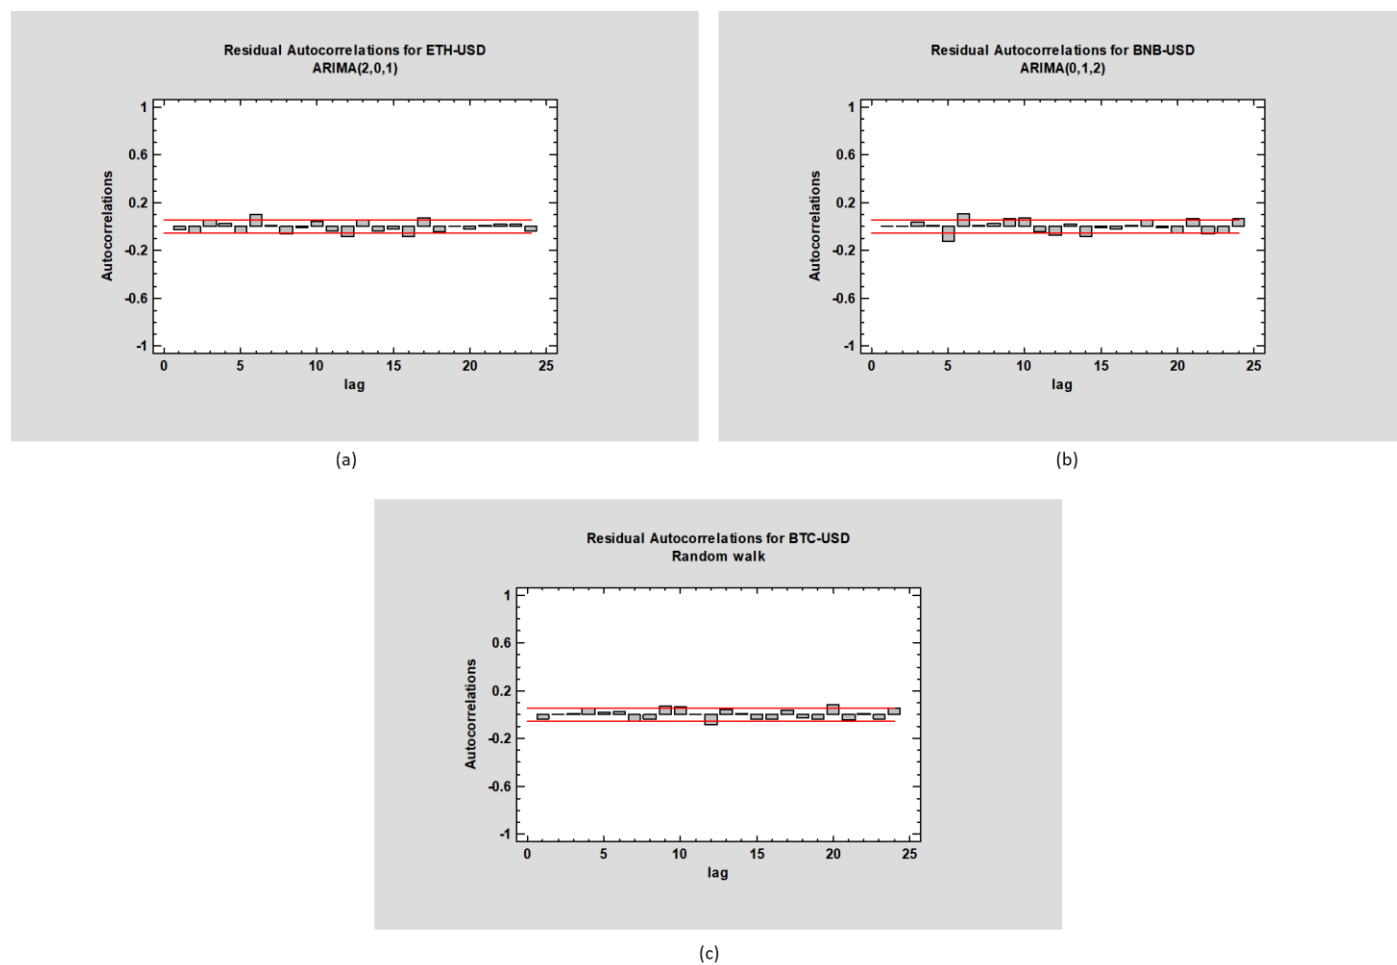 Residual Autocorrelations for ETH-USD
ARIMA(2,0,1)
Autocorrelations
1
0.6
0.2
-0.2
-0.6
-1
0 5 10 15 20 25
lag
(a)
Residual Autocorrelations for BNB-USD
ARIMA(0,1,2)
Autocorrelations
1
0.6
0.2
-0.2
-0.6
-1
0 5 10 15 20 25
lag
(b)
Residual Autocorrelations for BTC-USD
Random walk
Autocorrelations
1
0.6
0.2
-0.2
-0.6
-1
0 5 10 15 20 25
lag
(c)